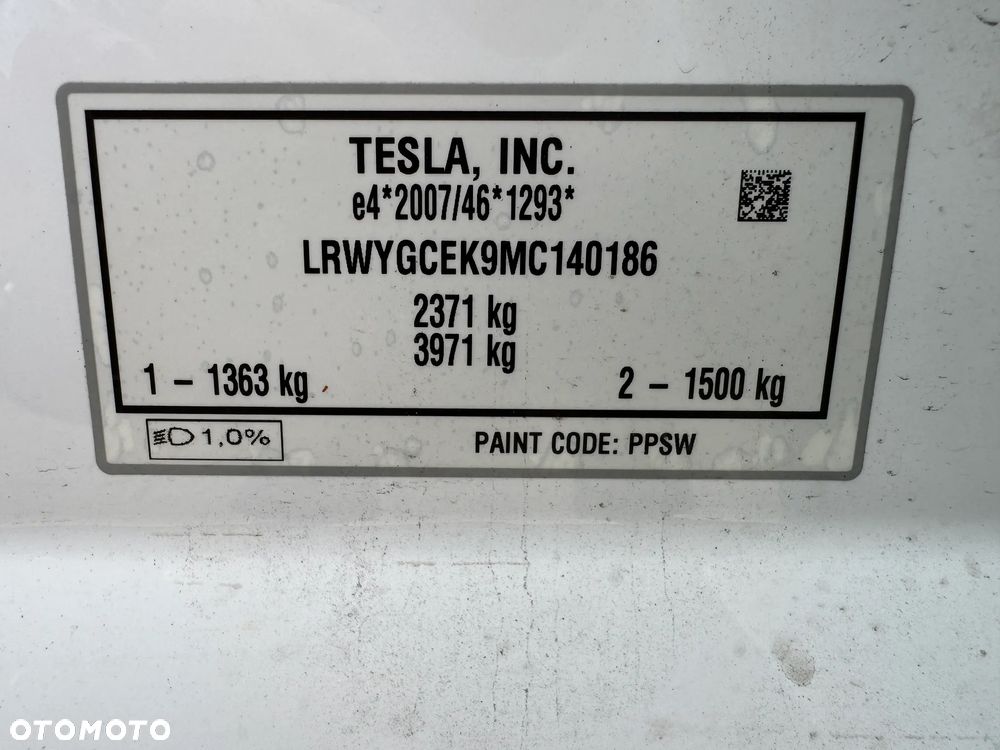 TESLA, INC.
e4*2007/46*1293*
LRWYGCEK9MC140186
2371 kg
3971 kg
1 – 1363 kg 2 – 1500 kg
1,0% PAINT CODE: PPSW
OTOMOTO